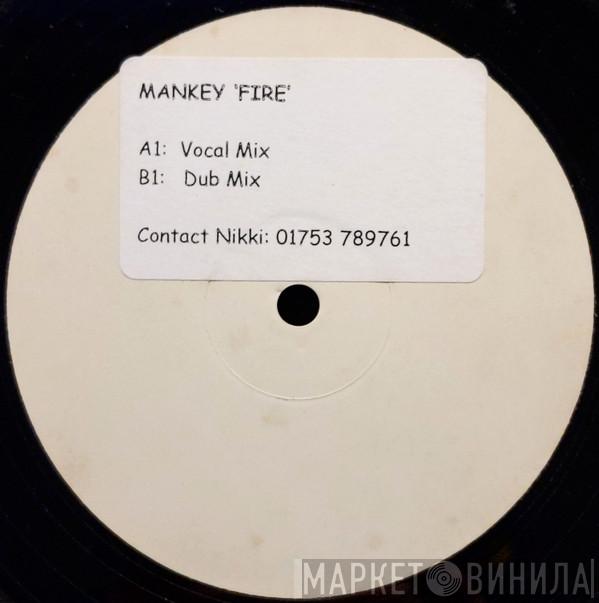 MANKEY 'FIRE'
A1: Vocal Mix
B1: Dub Mix
Contact Nikki: 01753 789761
МАРКЕТ ВИНИЛА